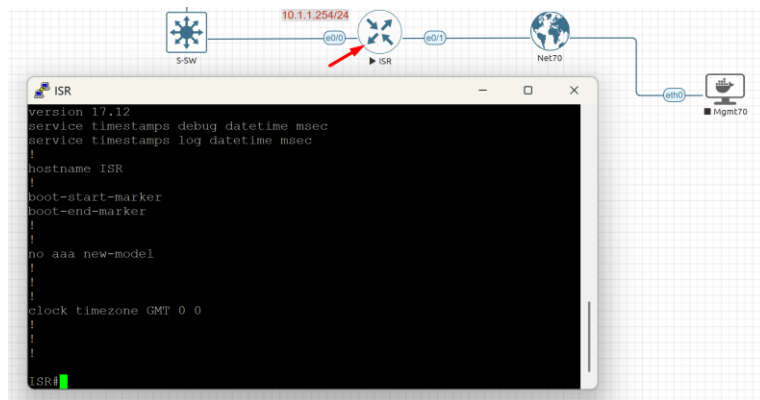 10.1.1.254/24
e0/0
e0/1
S-SW
ISR
Net70
eth0
Mgmt70
ISR
version 17.12
service timestamps debug datetime msec
service timestamps log datetime msec
!
hostname ISR
!
boot-start-marker
boot-end-marker
!
!
no aaa new-model
!
!
!
clock timezone GMT 0 0
!
!
!
ISR#